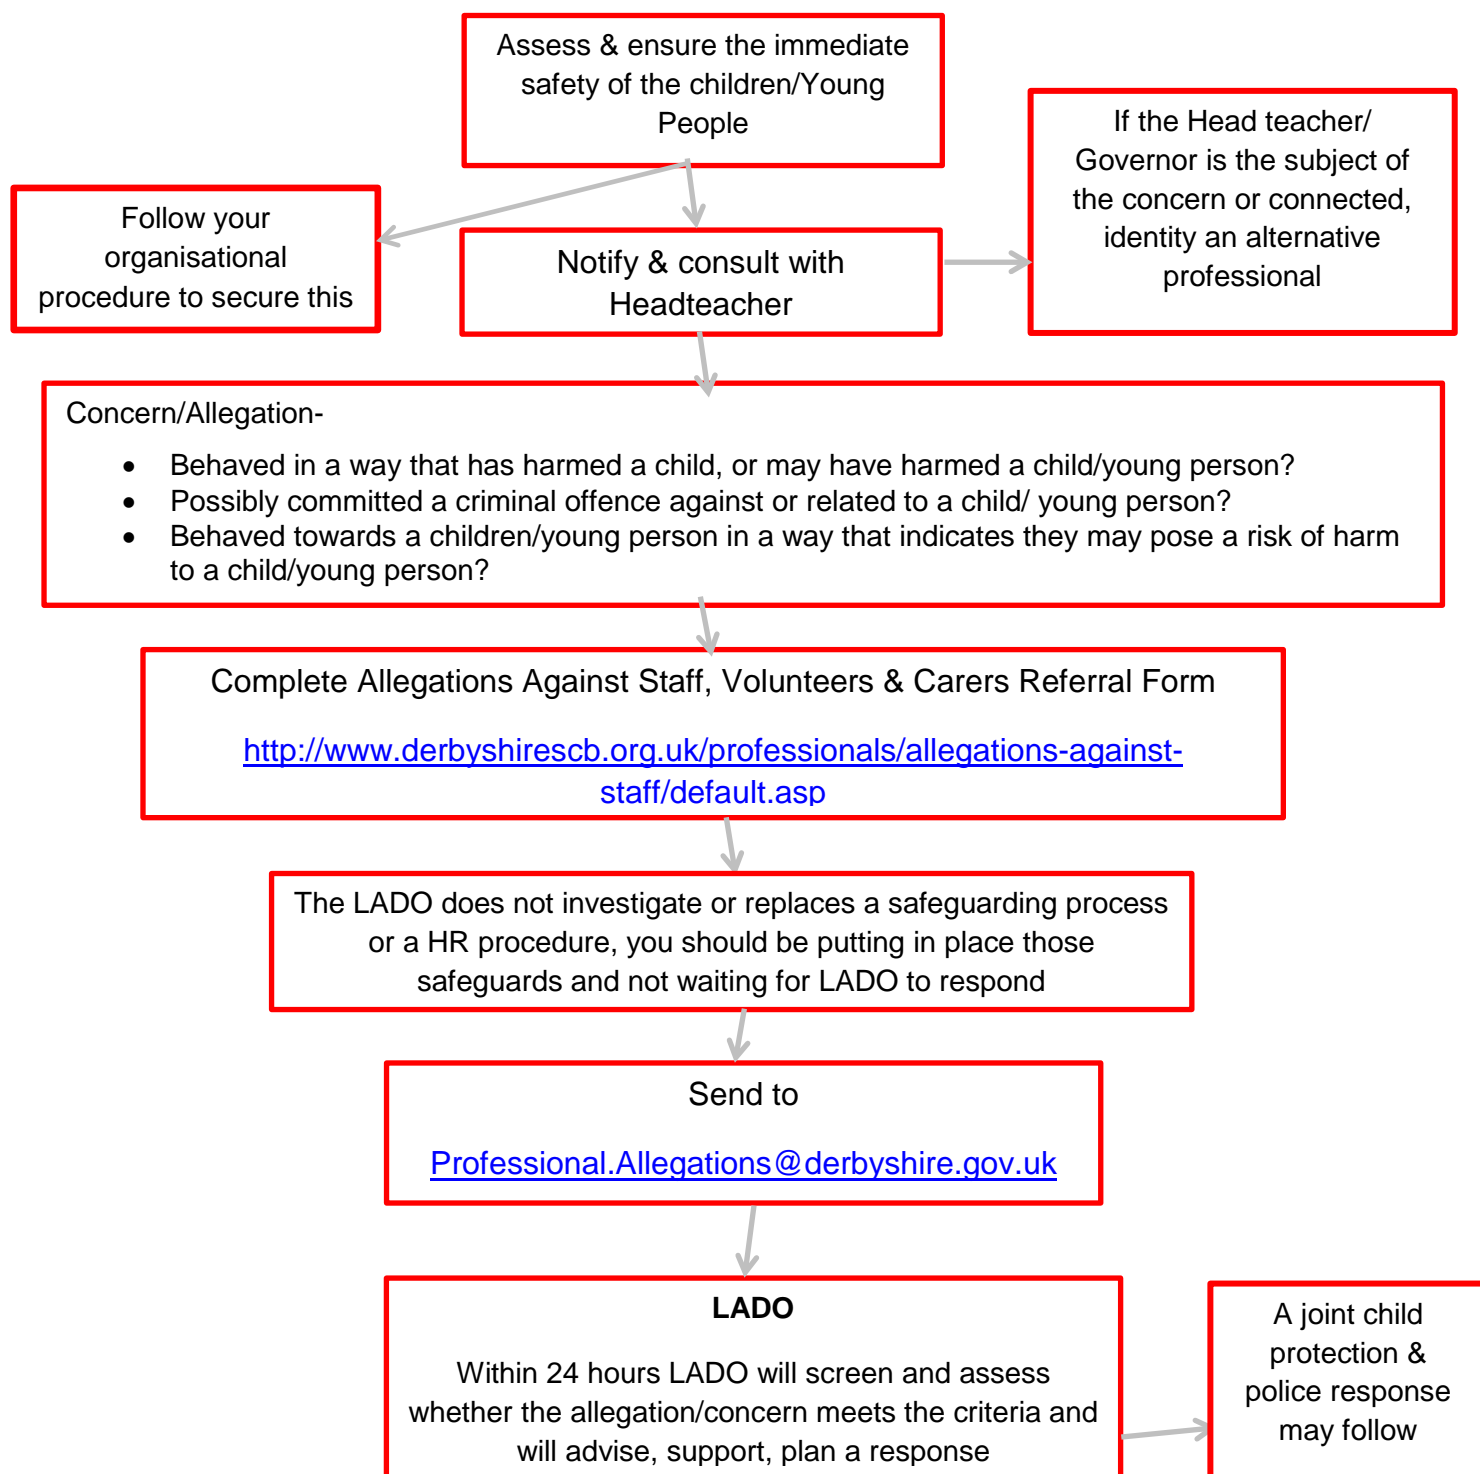 Assess & ensure the immediate
safety of the children/Young
People
If the Head teacher/
Governor is the subject of
the concern or connected,
identity an alternative
professional
Follow your
organisational
procedure to secure this
Notify & consult with
Headteacher
Concern/Allegation-
• Behaved in a way that has harmed a child, or may have harmed a child/young person?
• Possibly committed a criminal offence against or related to a child/ young person?
• Behaved towards a children/young person in a way that indicates they may pose a risk of harm
to a child/young person?
Complete Allegations Against Staff, Volunteers & Carers Referral Form
http://www.derbyshirescb.org.uk/professionals/allegations-against-
staff/default.asp
The LADO does not investigate or replaces a safeguarding process
or a HR procedure, you should be putting in place those
safeguards and not waiting for LADO to respond
Send to
Professional.Allegations@derbyshire.gov.uk
LADO
Within 24 hours LADO will screen and assess
whether the allegation/concern meets the criteria and
will advise, support, plan a response
A joint child
protection &
police response
may follow